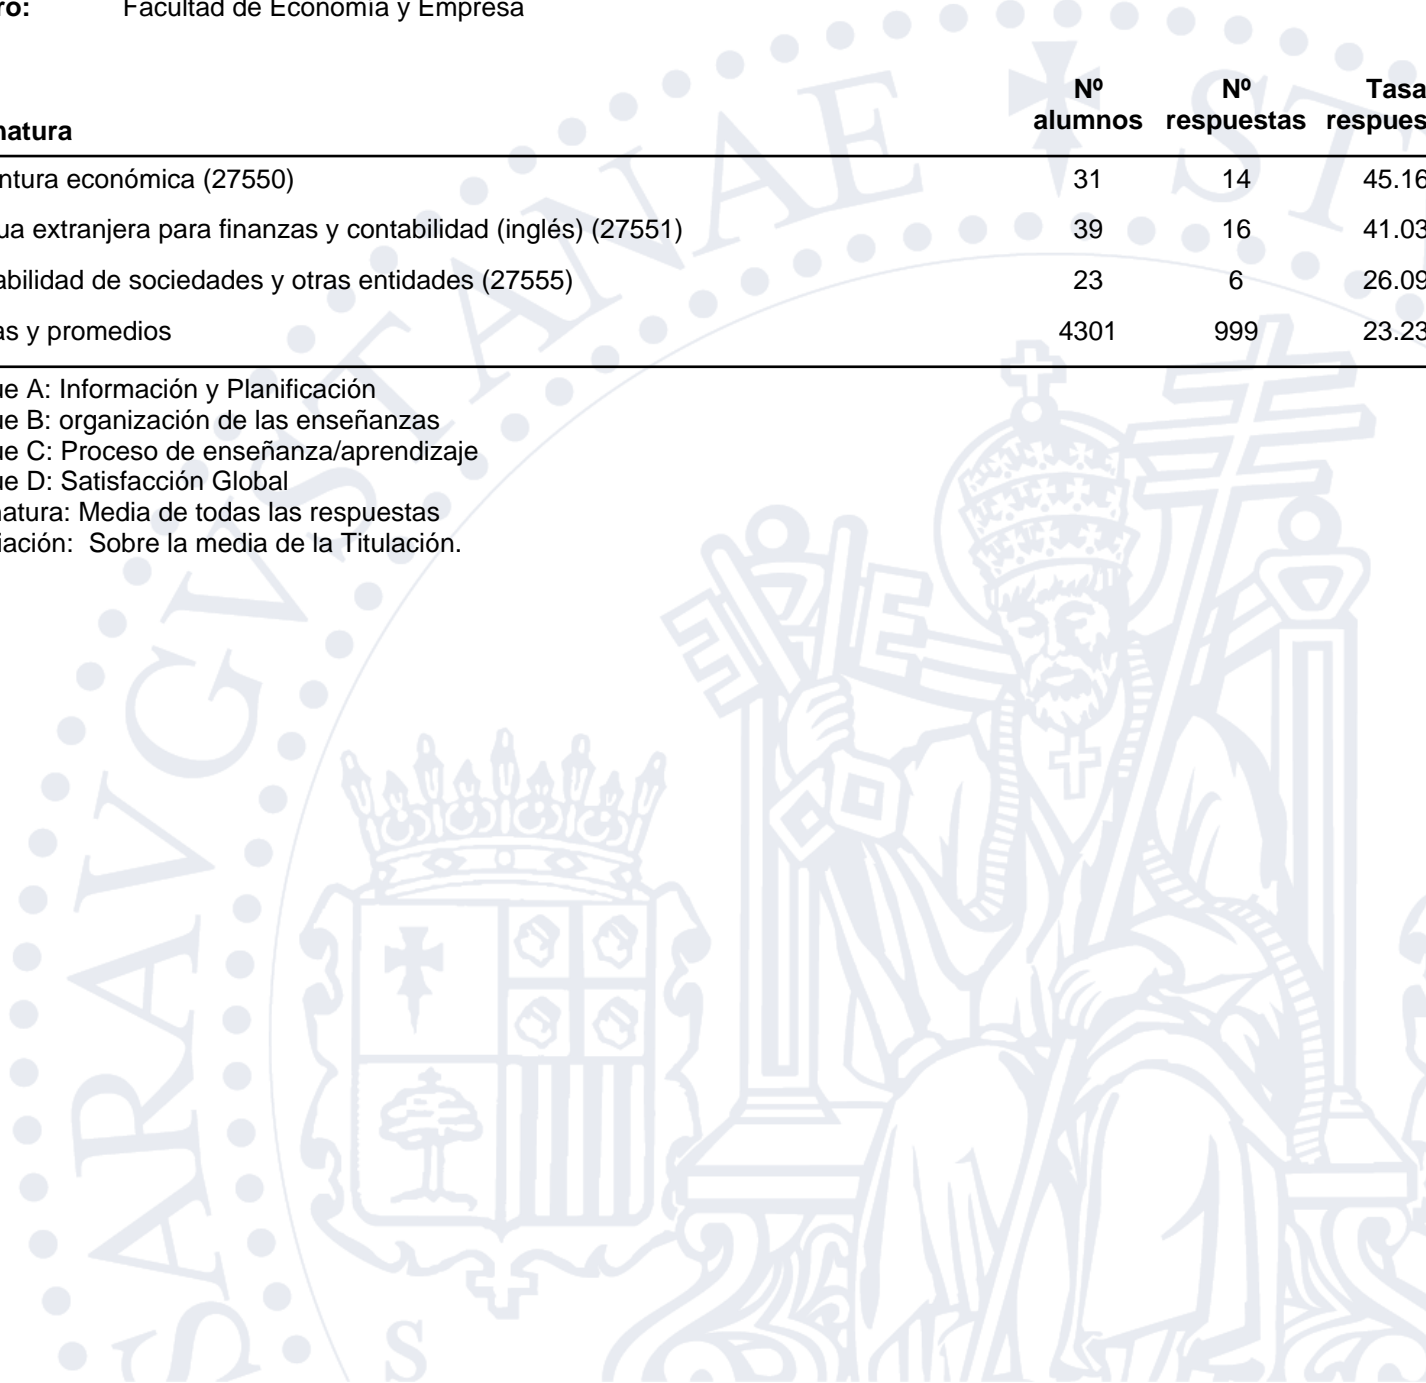 ro: Facultad de Economía y Empresa
Nº Nº Tasa
natura alumnos respuestas respues
ntura económica (27550) 31 14 45.16
ua extranjera para finanzas y contabilidad (inglés) (27551) 39 16 41.03
abilidad de sociedades y otras entidades (27555) 23 6 26.09
as y promedios 4301 999 23.23
ue A: Información y Planificación
ue B: organización de las enseñanzas
ue C: Proceso de enseñanza/aprendizaje
ue D: Satisfacción Global
natura: Media de todas las respuestas
iación: Sobre la media de la Titulación.
SARAVGVSTANAE ST
S